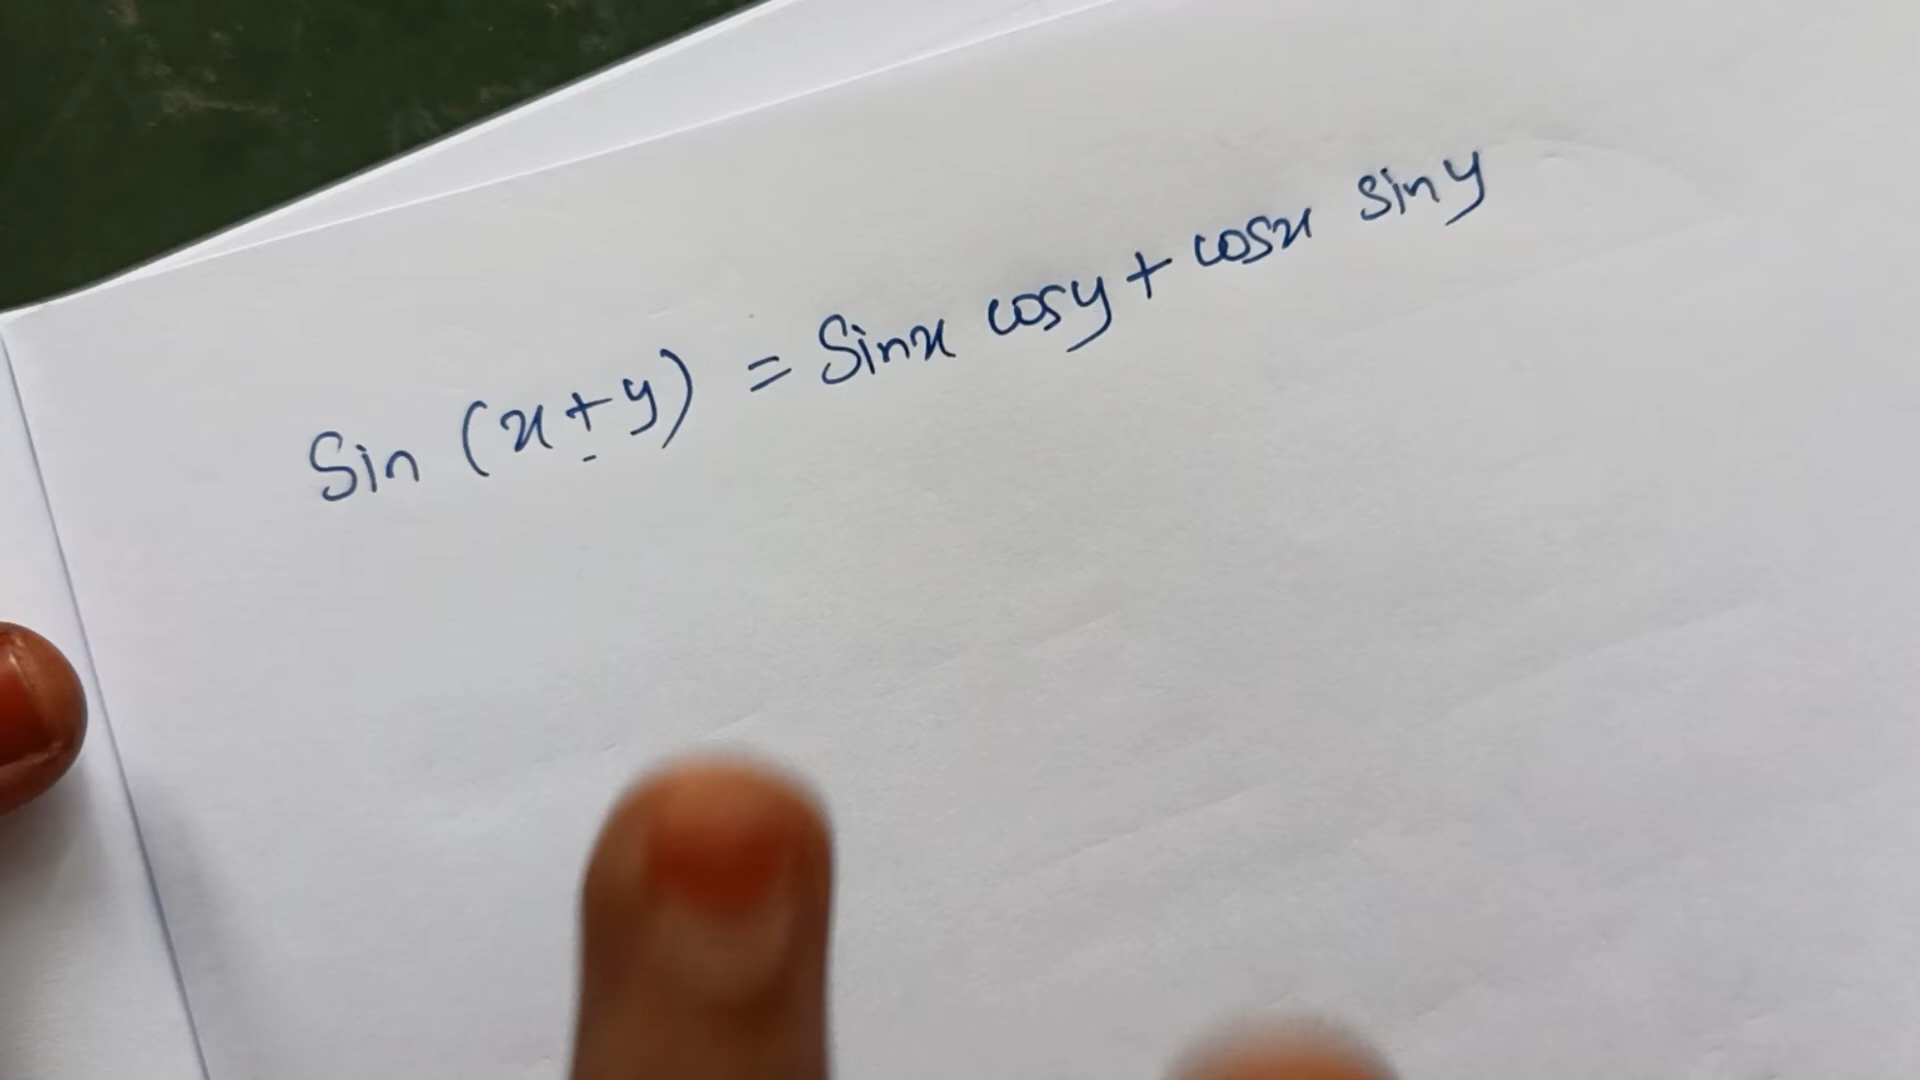 Sin (x+y) = Sinx cosy + cosx siny